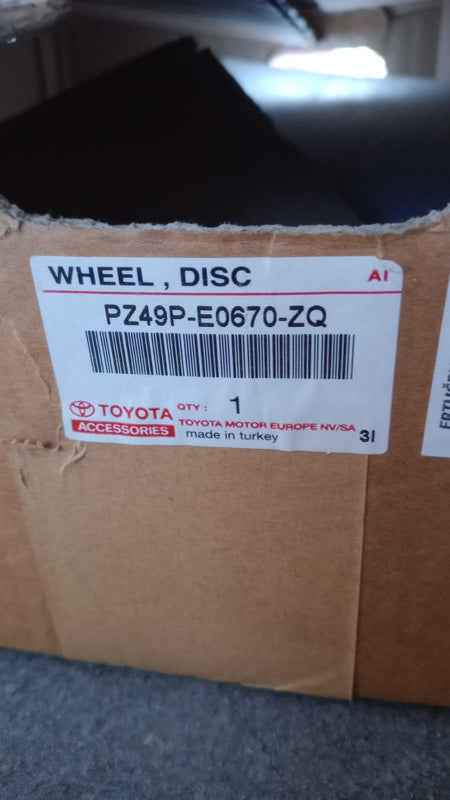 WHEEL , DISC
AI
PZ49P-E0670-ZQ
TOYOTA
ACCESSORIES
QTY : 1
TOYOTA MOTOR EUROPE NV/SA
made in turkey
3I